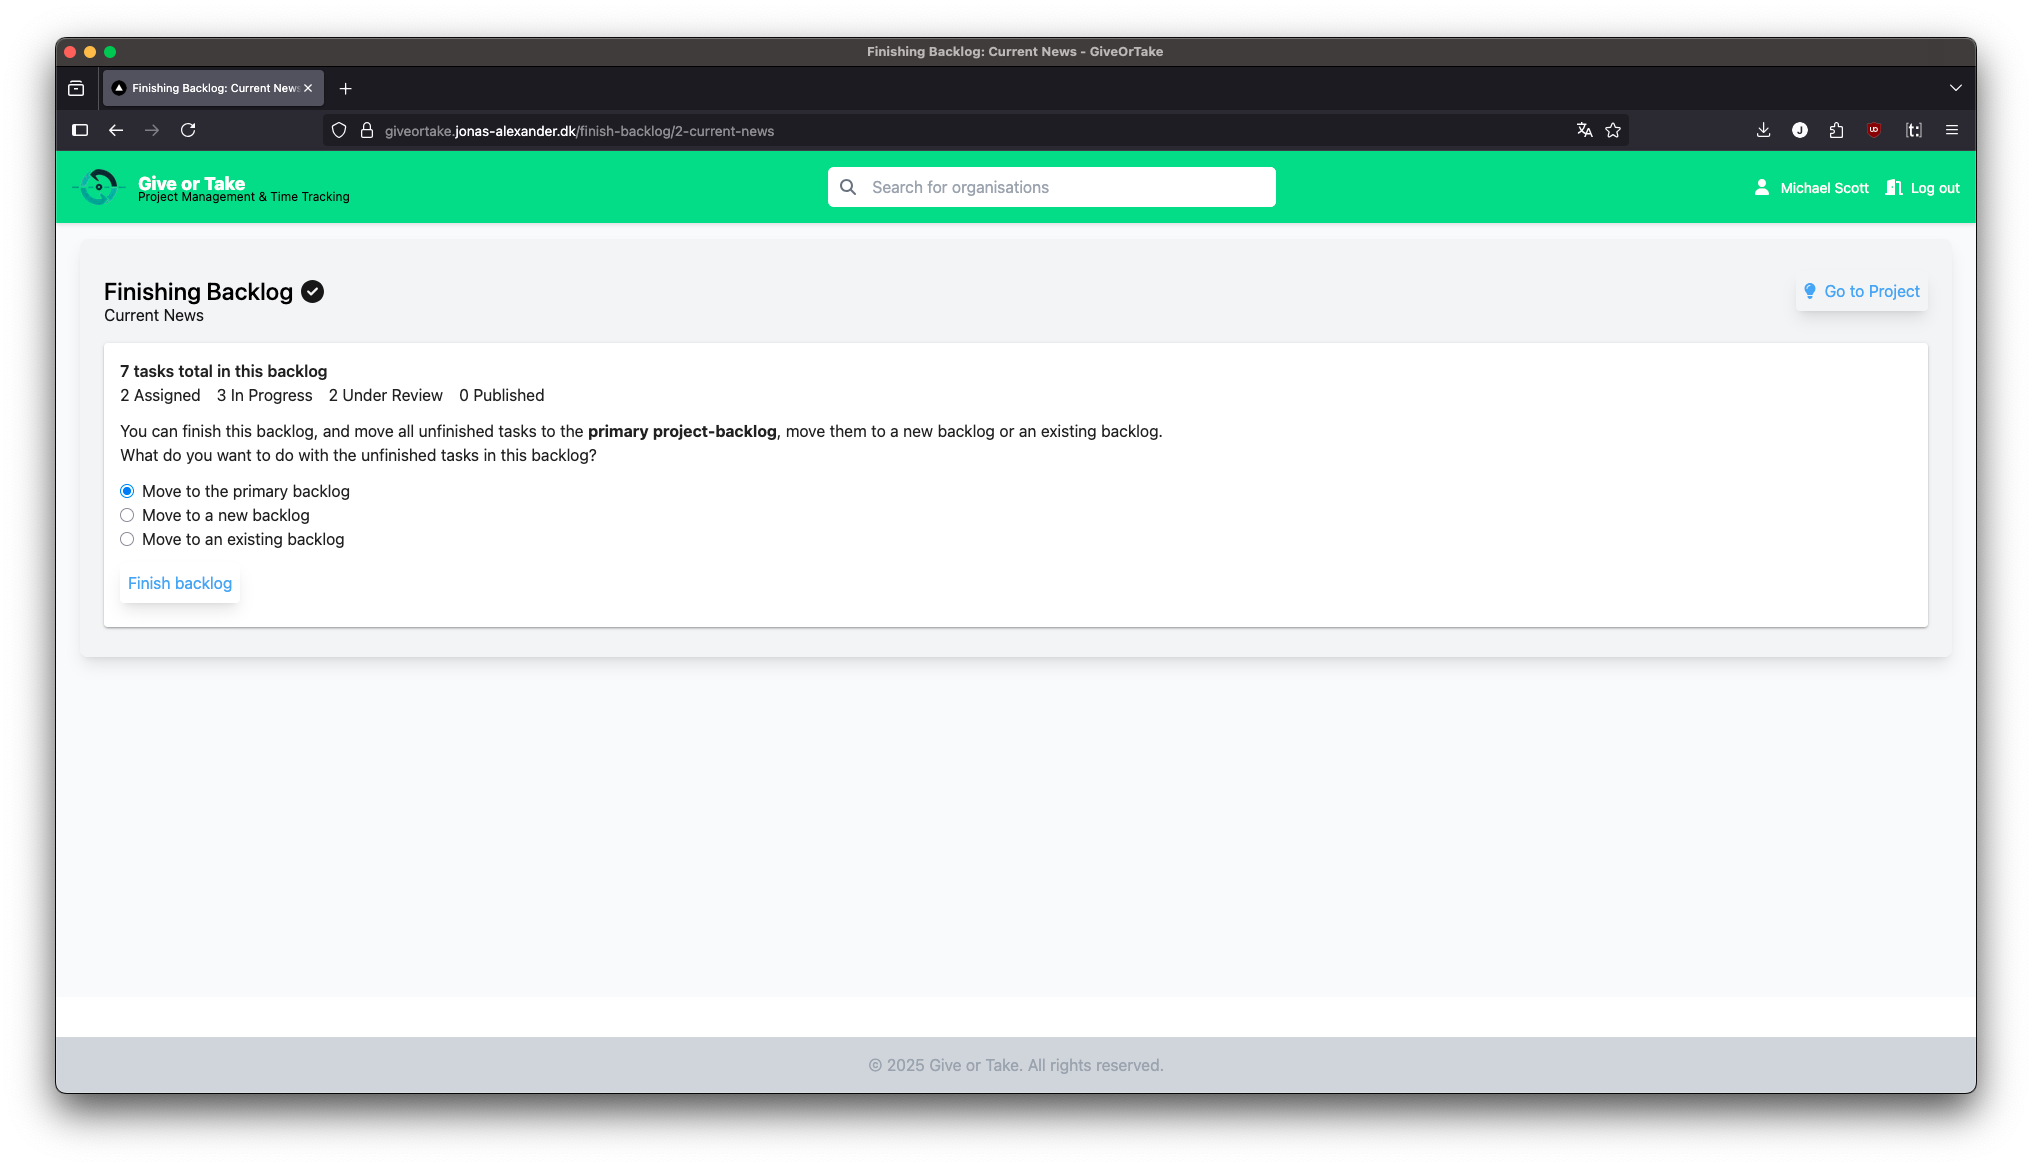 Finishing Backlog: Current News - GiveOrTake
Finishing Backlog: Current News
giveortake.jonas-alexander.dk/finish-backlog/2-current-news
J
UD
[t:]
Give or Take
Project Management & Time Tracking
Search for organisations
Michael Scott
Log out
Finishing Backlog
Current News
Go to Project
7 tasks total in this backlog
2 Assigned 3 In Progress 2 Under Review 0 Published
You can finish this backlog, and move all unfinished tasks to the primary project-backlog, move them to a new backlog or an existing backlog.
What do you want to do with the unfinished tasks in this backlog?
Move to the primary backlog
Move to a new backlog
Move to an existing backlog
Finish backlog
© 2025 Give or Take. All rights reserved.